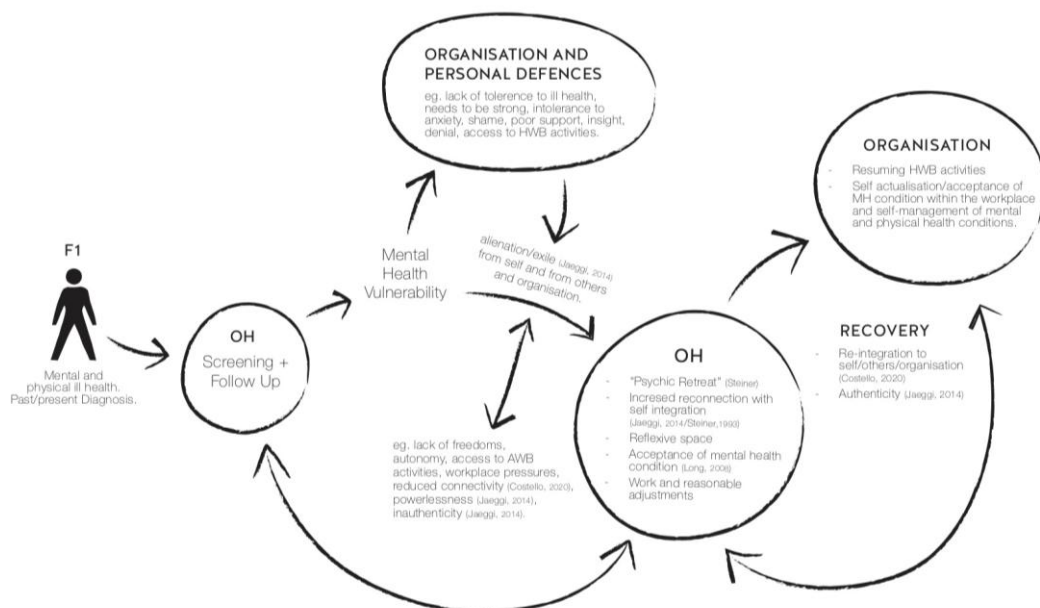 F1
Mental and
physical ill health.
Past/present Diagnosis.
OH
Screening +
Follow Up
Mental
Health
Vulnerability
ORGANISATION AND
PERSONAL DEFENCES
eg. lack of tolerence to ill health,
needs to be strong, intolerance to
anxiety, shame, poor support, insight,
denial, access to HWB activities.
alienation/exile (Jaeggi, 2014)
from self and from others
and organisation.
eg. lack of freedoms,
autonomy, access to AWB
activities, workplace pressures,
reduced connectivity (Costello, 2020),
powerlessness (Jaeggi, 2014),
inauthenticity (Jaeggi, 2014).
OH
- "Psychic Retreat" (Steiner)
- Incresed reconnection with
self integration
(Jaeggi, 2014/Steiner,1993)
- Reflexive space
- Acceptance of mental health
condition (Long, 2008)
- Work and reasonable
adjustments
ORGANISATION
- Resuming HWB activities
- Self actualisation/acceptance of
MH condition within the workplace
and self-management of mental
and physical health conditions.
RECOVERY
- Re-integration to
self/others/organisation
(Costello, 2020)
- Authenticity (Jaeggi, 2014)